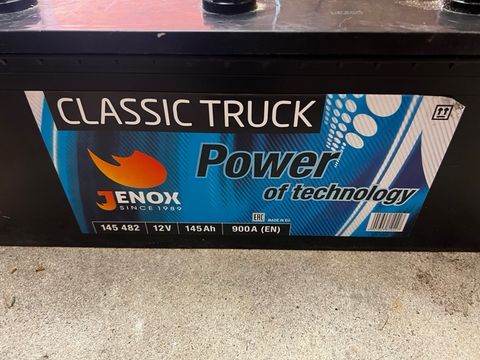 CLASSIC TRUCK
Power
of technology
JENOX
SINCE 1989
EAC MADE IN EU
145 482 12V 145Ah 900A (EN)